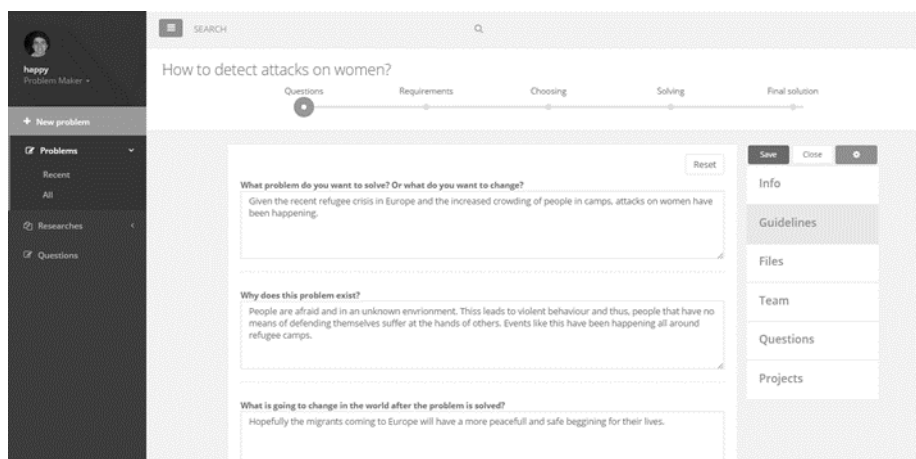 SEARCH
happy
Problem Maker
+ New problem
Problems
Recent
All
Researches
Questions
How to detect attacks on women?
Questions Requirements Choosing Solving Final solution
Reset
What problem do you want to solve? Or what do you want to change?
Given the recent refugee crisis in Europe and the increased crowding of people in camps, attacks on women have
been happening.
Why does this problem exist?
People are afraid and in an unknown envrionment. Thiss leads to violent behaviour and thus, people that have no
means of defending themselves suffer at the hands of others. Events like this have been happening all around
refugee camps.
What is going to change in the world after the problem is solved?
Hopefully the migrants coming to Europe will have a more peacefull and safe beggining for their lives.
Save Close
Info
Guidelines
Files
Team
Questions
Projects